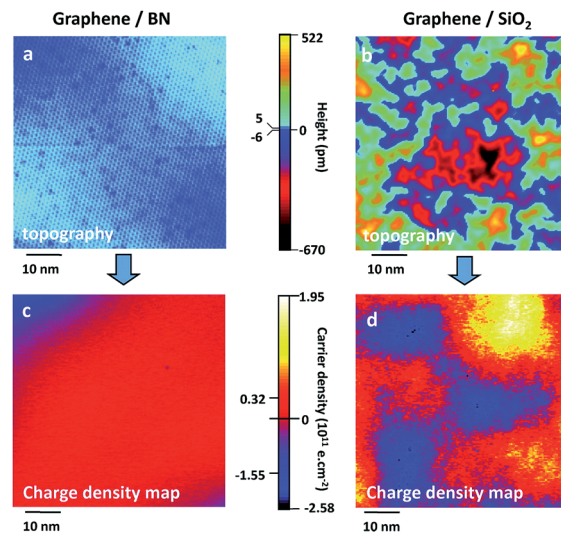 Graphene / BN
Graphene / SiO₂
a
b
522
5
0
-6
-670
Height (pm)
topography
topography
10 nm
10 nm
c
d
1.95
0.32
0
-1.55
-2.58
Carrier density (10¹¹ e.cm⁻²)
Charge density map
Charge density map
10 nm
10 nm